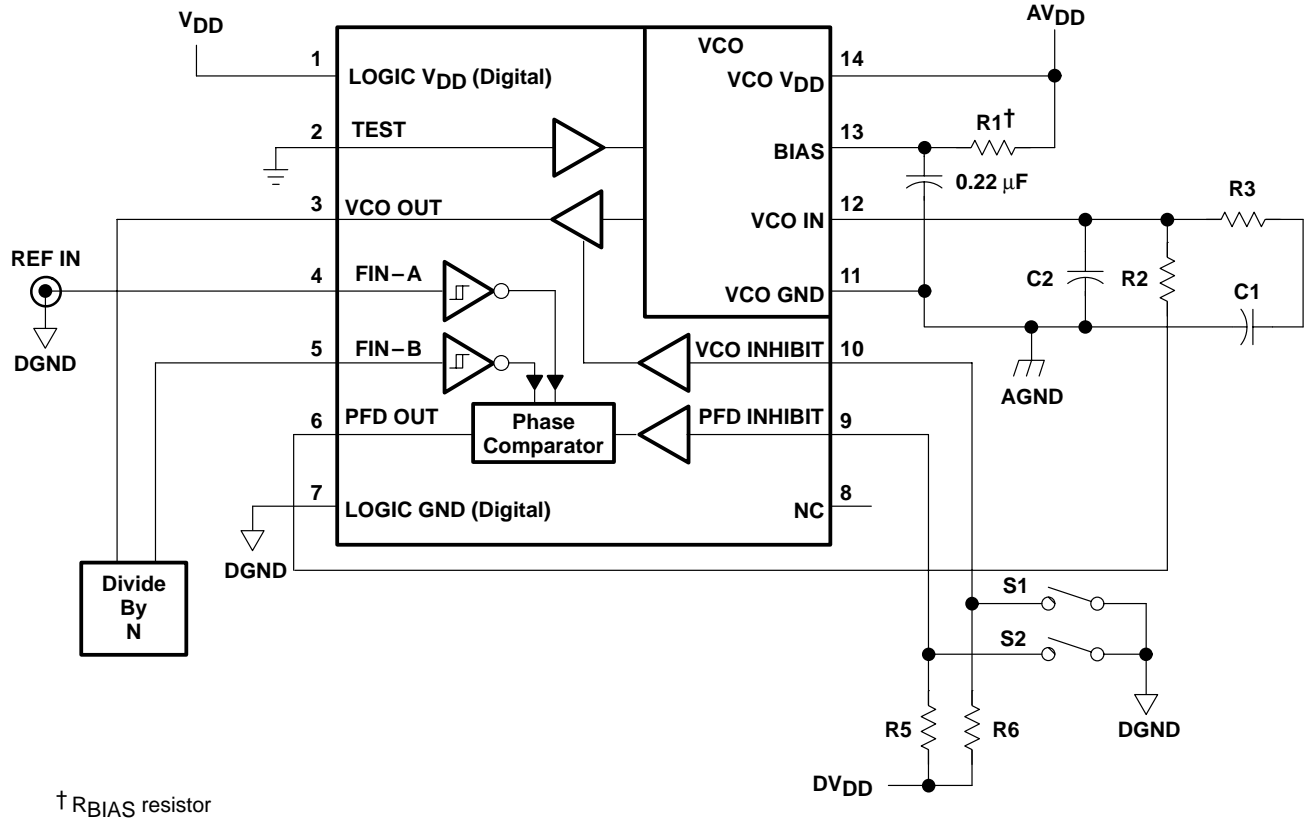 VDD
AVDD
1
LOGIC VDD (Digital)
VCO
VCO VDD
14
2
TEST
BIAS
13
R1†
0.22 μF
3
VCO OUT
VCO IN
12
R3
REF IN
4
FIN–A
VCO GND
11
C2
R2
C1
DGND
5
FIN–B
VCO INHIBIT
10
AGND
6
PFD OUT
Phase
Comparator
PFD INHIBIT
9
7
LOGIC GND (Digital)
NC
8
DGND
Divide
By
N
S1
S2
R5
R6
DGND
DVDD
† RBIAS resistor